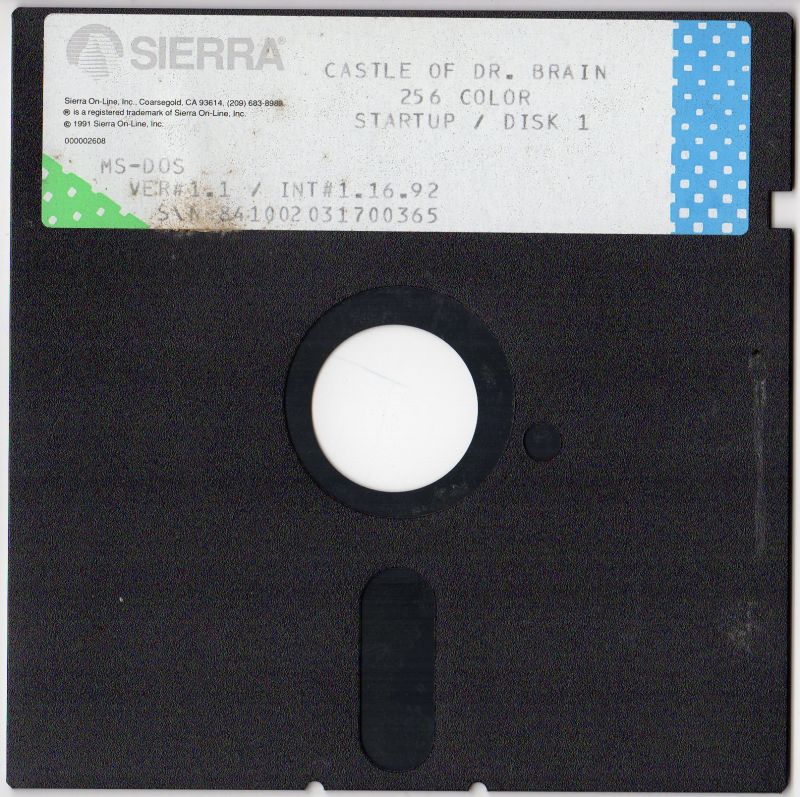 SIERRA®
CASTLE OF DR. BRAIN
256 COLOR
STARTUP / DISK 1
Sierra On-Line, Inc., Coarsegold, CA 93614, (209) 683-8989
® is a registered trademark of Sierra On-Line, Inc.
© 1991 Sierra On-Line, Inc.
000002608
MS-DOS
VER#1.1 / INT#1.16.92
S\N 841002031700365